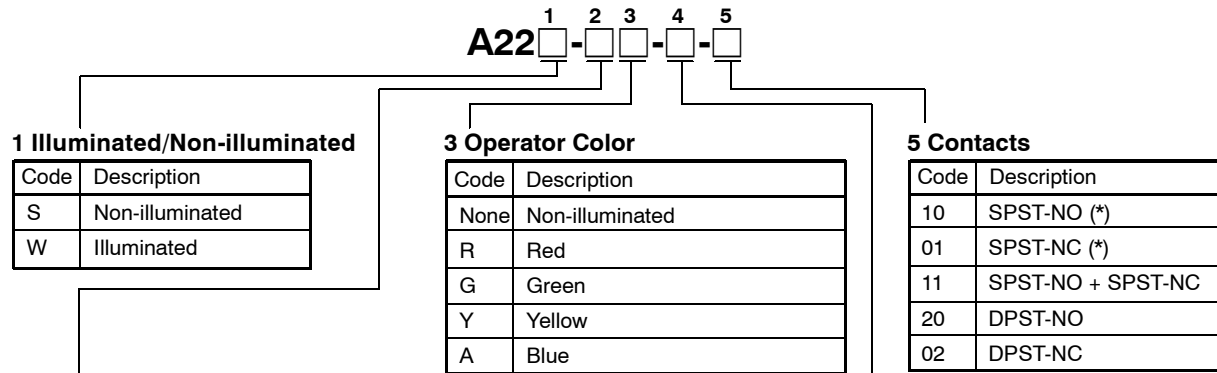 1 2 3 4 5
A22□-□□-□-□
1 Illuminated/Non-illuminated
Code Description
S Non-illuminated
W Illuminated
3 Operator Color
Code Description
None Non-illuminated
R Red
G Green
Y Yellow
A Blue
5 Contacts
Code Description
10 SPST-NO (*)
01 SPST-NC (*)
11 SPST-NO + SPST-NC
20 DPST-NO
02 DPST-NC